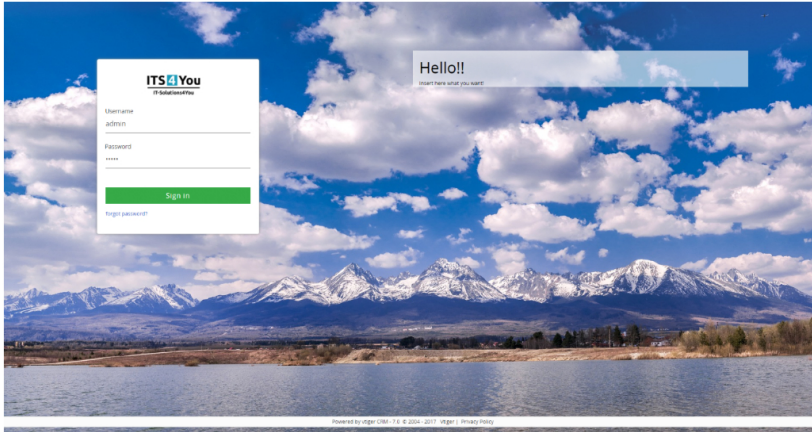 ITS4You
IT-Solutions4You
Username
admin
Password
•••••
Sign in
Forgot password?
Hello!!
Insert here what you want!
Powered by vtiger CRM - 7.0 © 2004 - 2017 Vtiger | Privacy Policy